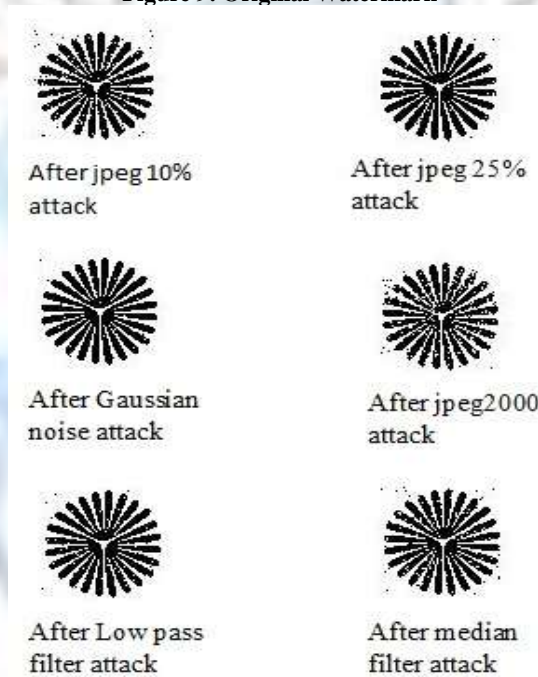 Figure 9: Original Watermark
After jpeg 10%
attack
After jpeg 25%
attack
After Gaussian
noise attack
After jpeg2000
attack
After Low pass
filter attack
After median
filter attack